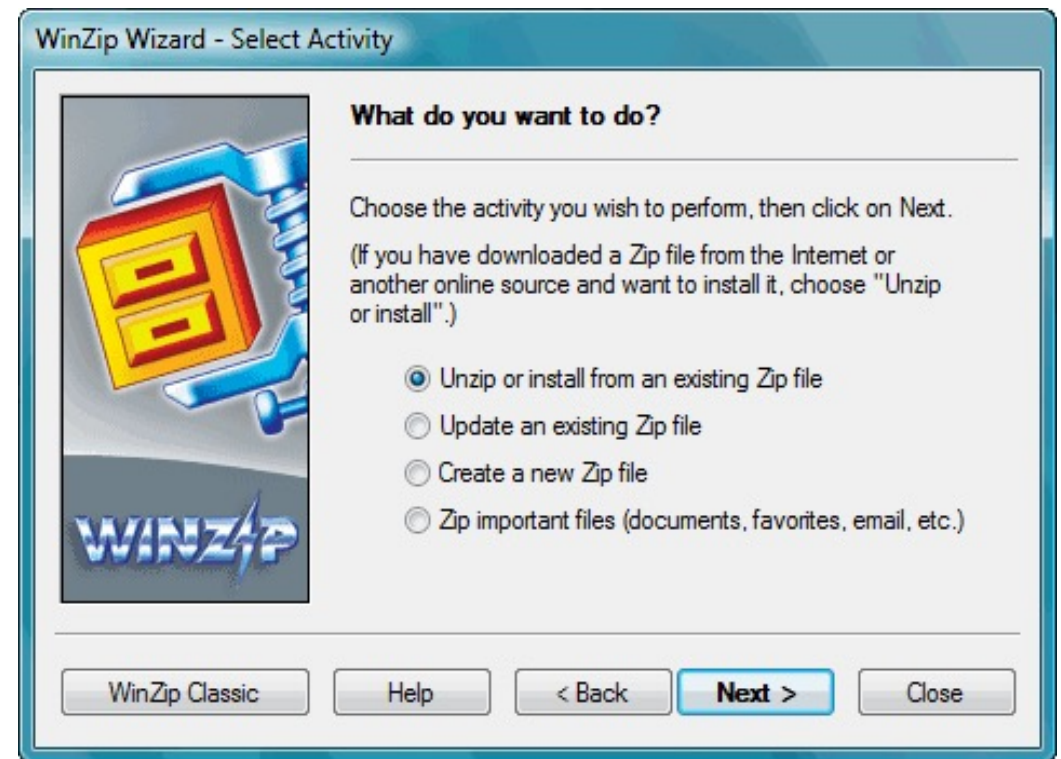 WinZip Wizard - Select Activity
What do you want to do?
Choose the activity you wish to perform, then click on Next.
(If you have downloaded a Zip file from the Internet or
another online source and want to install it, choose "Unzip
or install".)
Unzip or install from an existing Zip file
Update an existing Zip file
Create a new Zip file
Zip important files (documents, favorites, email, etc.)
WINZIP
WinZip Classic Help < Back Next > Close